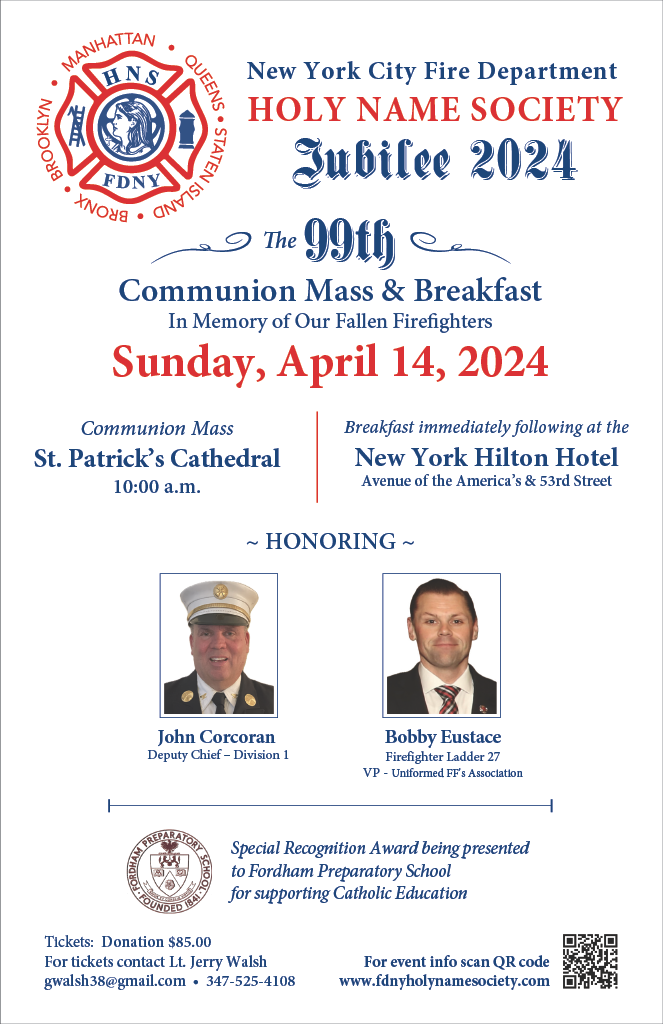 MANHATTAN • QUEENS • STATEN ISLAND • BRONX • BROOKLYN •
HNS
FDNY
New York City Fire Department
HOLY NAME SOCIETY
Jubilee 2024
The 99th
Communion Mass & Breakfast
In Memory of Our Fallen Firefighters
Sunday, April 14, 2024
Communion Mass
St. Patrick's Cathedral
10:00 a.m.
Breakfast immediately following at the
New York Hilton Hotel
Avenue of the America's & 53rd Street
~ HONORING ~
John Corcoran
Deputy Chief – Division 1
Bobby Eustace
Firefighter Ladder 27
VP - Uniformed FF's Association
FORDHAM PREPARATORY SCHOOL
• FOUNDED 1841 •
Special Recognition Award being presented
to Fordham Preparatory School
for supporting Catholic Education
Tickets: Donation $85.00
For tickets contact Lt. Jerry Walsh
gwalsh38@gmail.com • 347-525-4108
For event info scan QR code
www.fdnyholynamesociety.com